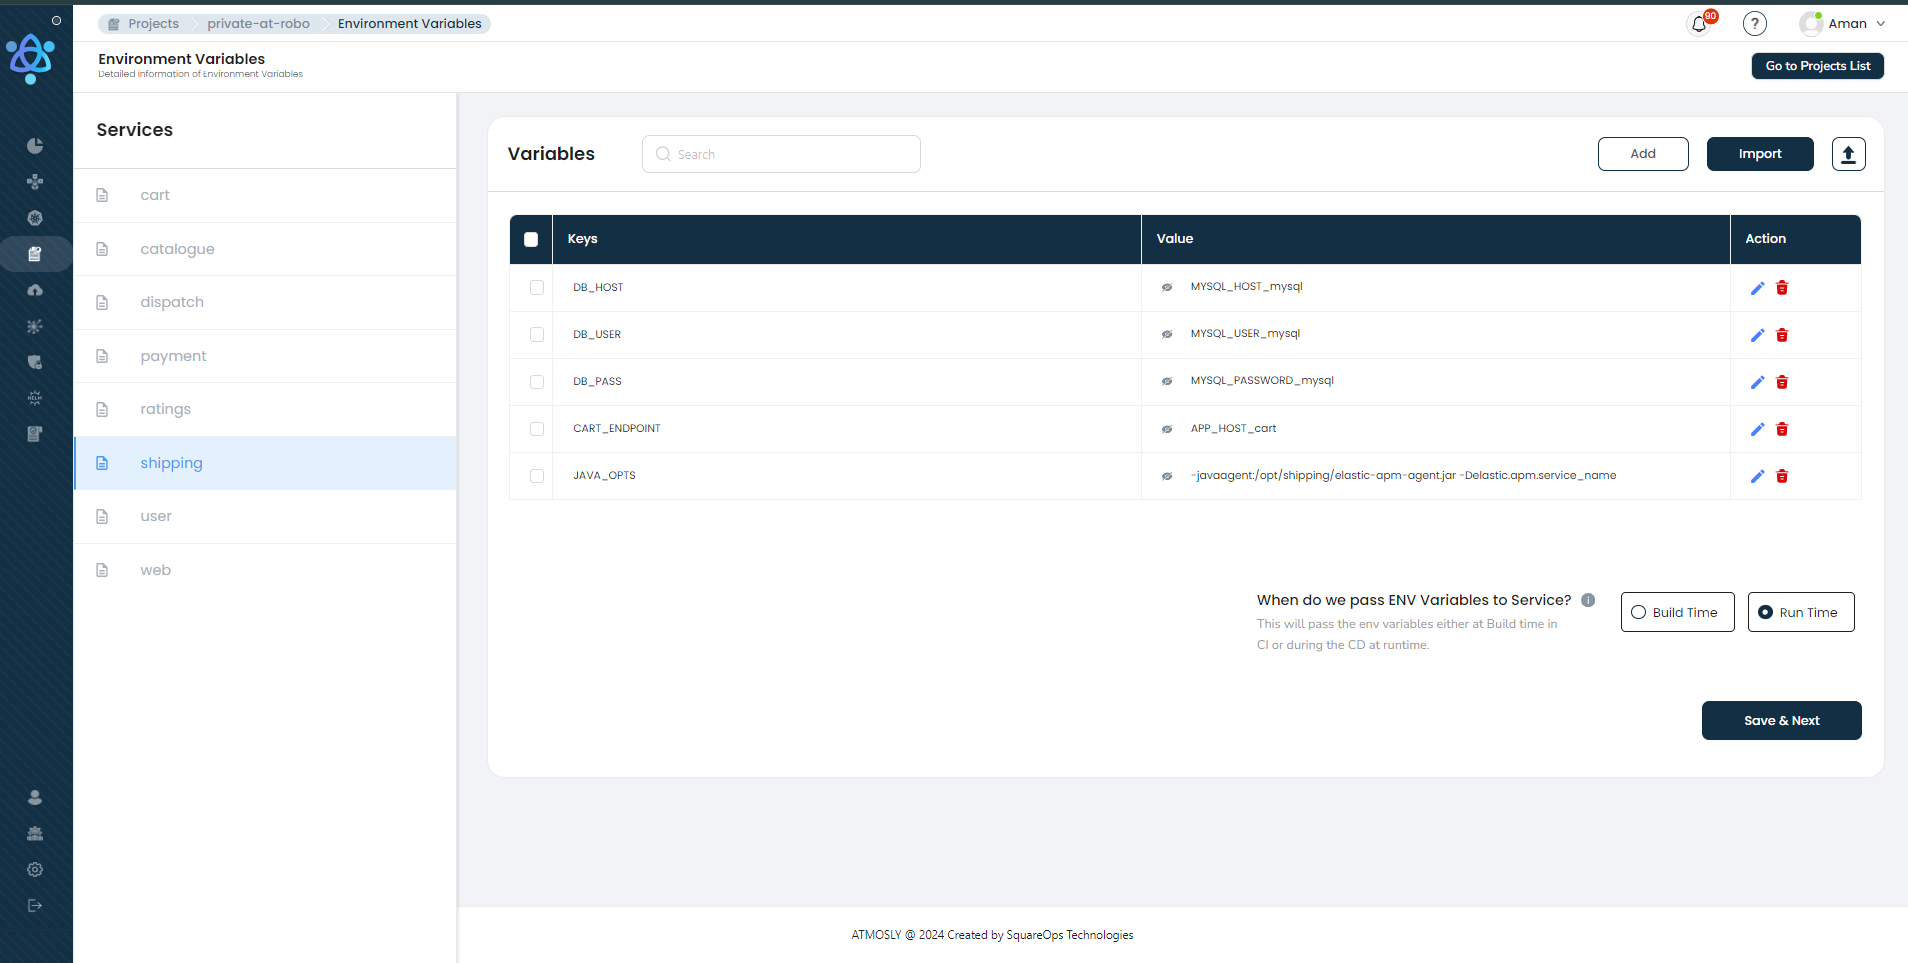 Projects
private-at-robo
Environment Variables
90
?
Aman
Environment Variables
Detailed information of Environment Variables
Go to Projects List
Services
cart
catalogue
dispatch
payment
ratings
shipping
user
web
HELM
Variables
Search
Add
Import
Keys
Value
Action
DB_HOST
MYSQL_HOST_mysql
DB_USER
MYSQL_USER_mysql
DB_PASS
MYSQL_PASSWORD_mysql
CART_ENDPOINT
APP_HOST_cart
JAVA_OPTS
-javaagent:/opt/shipping/elastic-apm-agent.jar -Delastic.apm.service_name
When do we pass ENV Variables to Service?
i
This will pass the env variables either at Build time in
CI or during the CD at runtime.
Build Time
Run Time
Save & Next
ATMOSLY @ 2024 Created by SquareOps Technologies